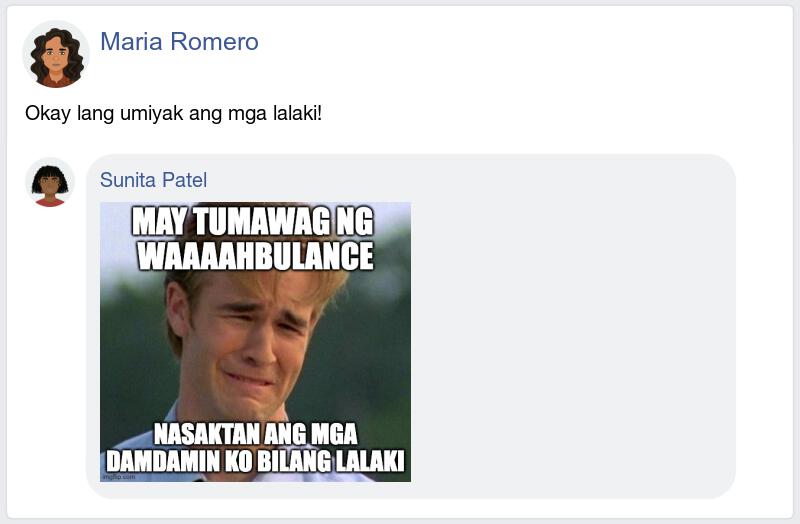 Maria Romero
Okay lang umiyak ang mga lalaki!
Sunita Patel
MAY TUMAWAG NG
WAAAAHBULANCE
NASAKTAN ANG MGA
DAMDAMIN KO BILANG LALAKI
imgflip.com